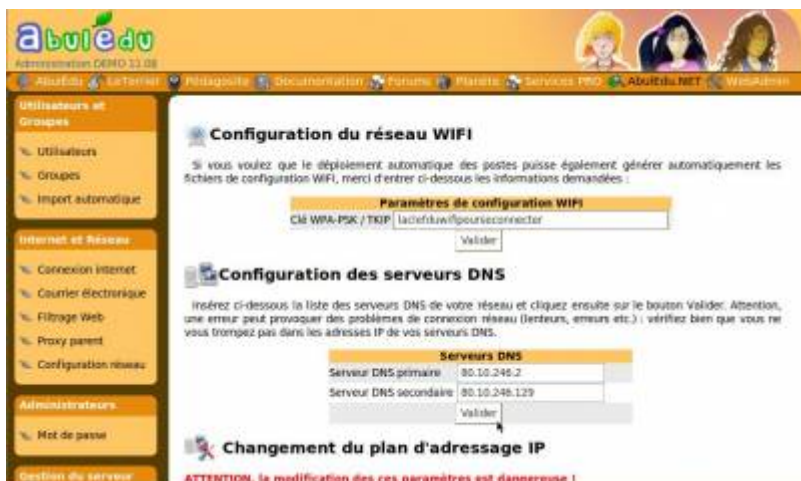 abulédu
Administration DEMO 11.08
AbulEdu LeTerrier Pédagosite Documentation Forums Planète Services PRO AbulEdu.NET WebAdmin
Utilisateurs et
Groupes
Utilisateurs
Groupes
Import automatique
Internet et Réseau
Connexion internet
Courrier électronique
Filtrage Web
Proxy parent
Configuration réseau
Administrateurs
Mot de passe
Gestion du serveur
Configuration du réseau WIFI
Si vous voulez que le déploiement automatique des postes puisse également générer automatiquement les
fichiers de configuration WIFI, merci d'entrer ci-dessous les informations demandées :
Paramètres de configuration WIFI
Clé WPA-PSK / TKIP laclefduwifipourseconnecter
Valider
Configuration des serveurs DNS
Insérez ci-dessous la liste des serveurs DNS de votre réseau et cliquez ensuite sur le bouton Valider. Attention,
une erreur peut provoquer des problèmes de connexion réseau (lenteurs, erreurs etc.) : vérifiez bien que vous ne
vous trompez pas dans les adresses IP de vos serveurs DNS.
Serveurs DNS
Serveur DNS primaire 80.10.246.2
Serveur DNS secondaire 80.10.246.129
Valider
Changement du plan d'adressage IP
ATTENTION, la modification des ces paramètres est dangereuse !